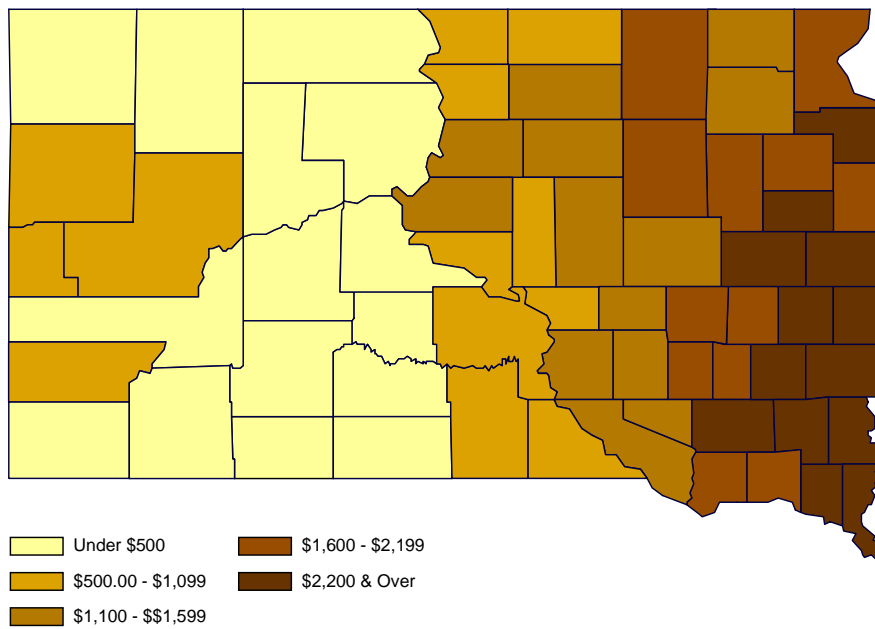 Under $500
$500.00 - $1,099
$1,100 - $$1,599
$1,600 - $2,199
$2,200 & Over